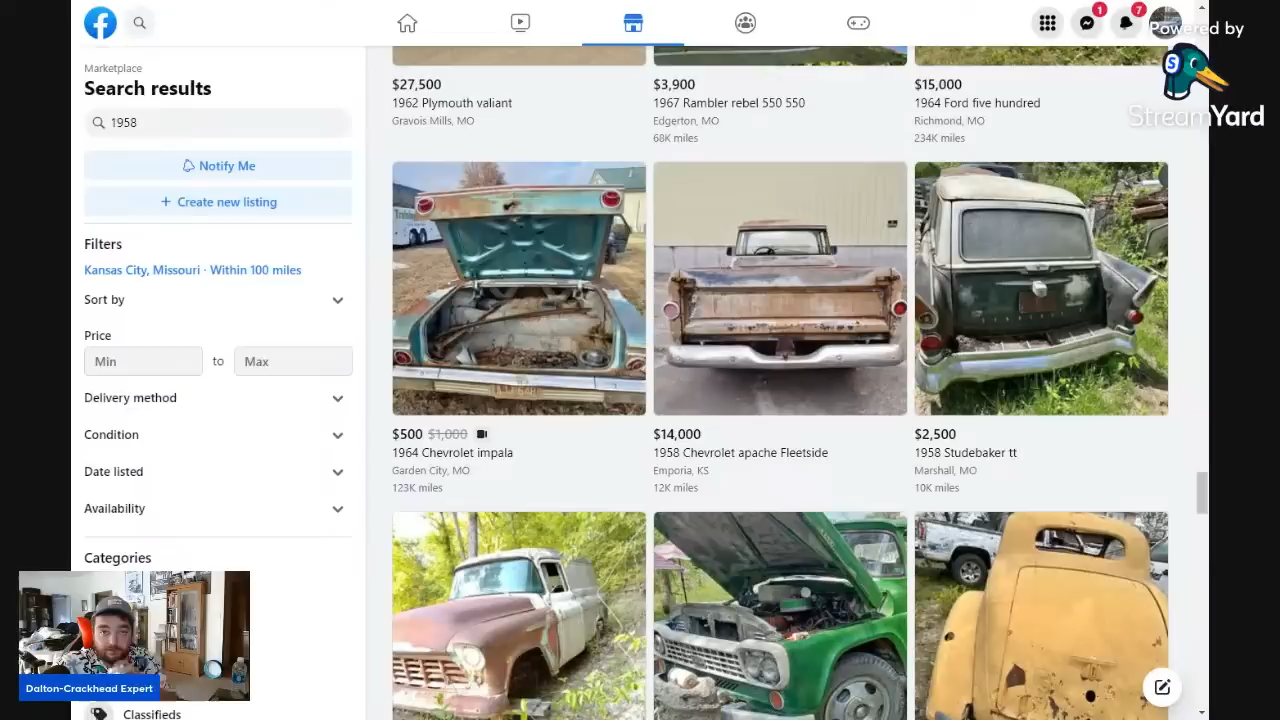 1
7
Powered by
StreamYard
Marketplace
Search results
1958
Notify Me
+ Create new listing
Filters
Kansas City, Missouri · Within 100 miles
Sort by
Price
Min
to
Max
Delivery method
Condition
Date listed
Availability
Categories
Classifieds
$27,500
1962 Plymouth valiant
Gravois Mills, MO
$3,900
1967 Rambler rebel 550 550
Edgerton, MO
68K miles
$15,000
1964 Ford five hundred
Richmond, MO
234K miles
$500 $1,000
1964 Chevrolet impala
Garden City, MO
123K miles
$14,000
1958 Chevrolet apache Fleetside
Emporia, KS
12K miles
$2,500
1958 Studebaker tt
Marshall, MO
10K miles
Dalton-Crackhead Expert